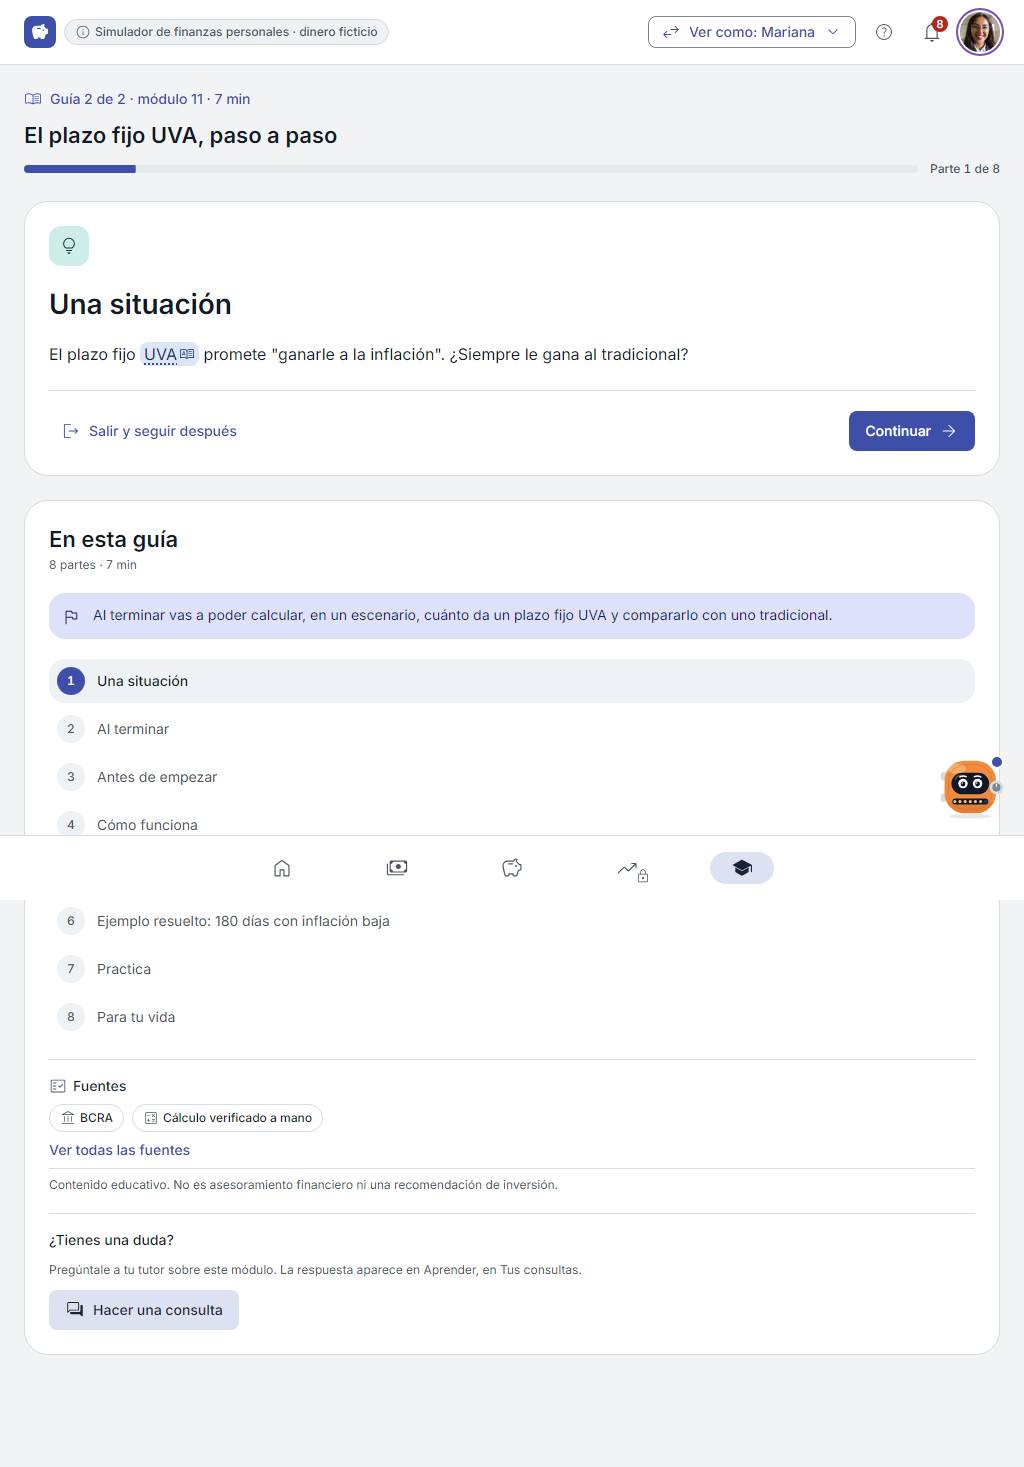 Simulador de finanzas personales · dinero ficticio
Ver como: Mariana
8
Guía 2 de 2 · módulo 11 · 7 min
El plazo fijo UVA, paso a paso
Parte 1 de 8
Una situación
El plazo fijo UVA promete "ganarle a la inflación". ¿Siempre le gana al tradicional?
Salir y seguir después
Continuar
En esta guía
8 partes · 7 min
Al terminar vas a poder calcular, en un escenario, cuánto da un plazo fijo UVA y compararlo con uno tradicional.
1 Una situación
2 Al terminar
3 Antes de empezar
4 Cómo funciona
6 Ejemplo resuelto: 180 días con inflación baja
7 Practica
8 Para tu vida
Fuentes
BCRA
Cálculo verificado a mano
Ver todas las fuentes
Contenido educativo. No es asesoramiento financiero ni una recomendación de inversión.
¿Tienes una duda?
Pregúntale a tu tutor sobre este módulo. La respuesta aparece en Aprender, en Tus consultas.
Hacer una consulta